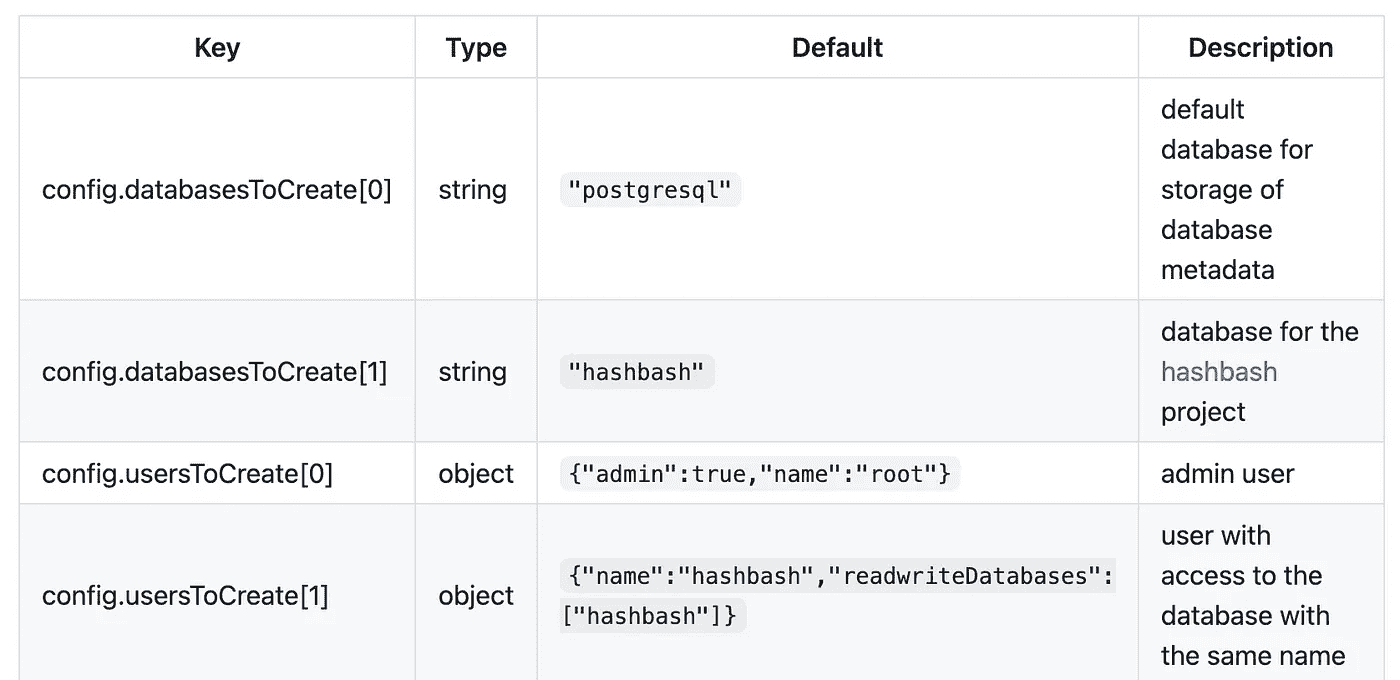 Key Type Default Description
default
database for
config.databasesToCreate[0] string "postgresql" storage of
database
metadata
database for the
config.databasesToCreate[1] string "hashbash" hashbash
project
config.usersToCreate[0] object {"admin":true,"name":"root"} admin user
user with
{"name":"hashbash","readwriteDatabases": access to the
config.usersToCreate[1] object
["hashbash"]} database with
the same name